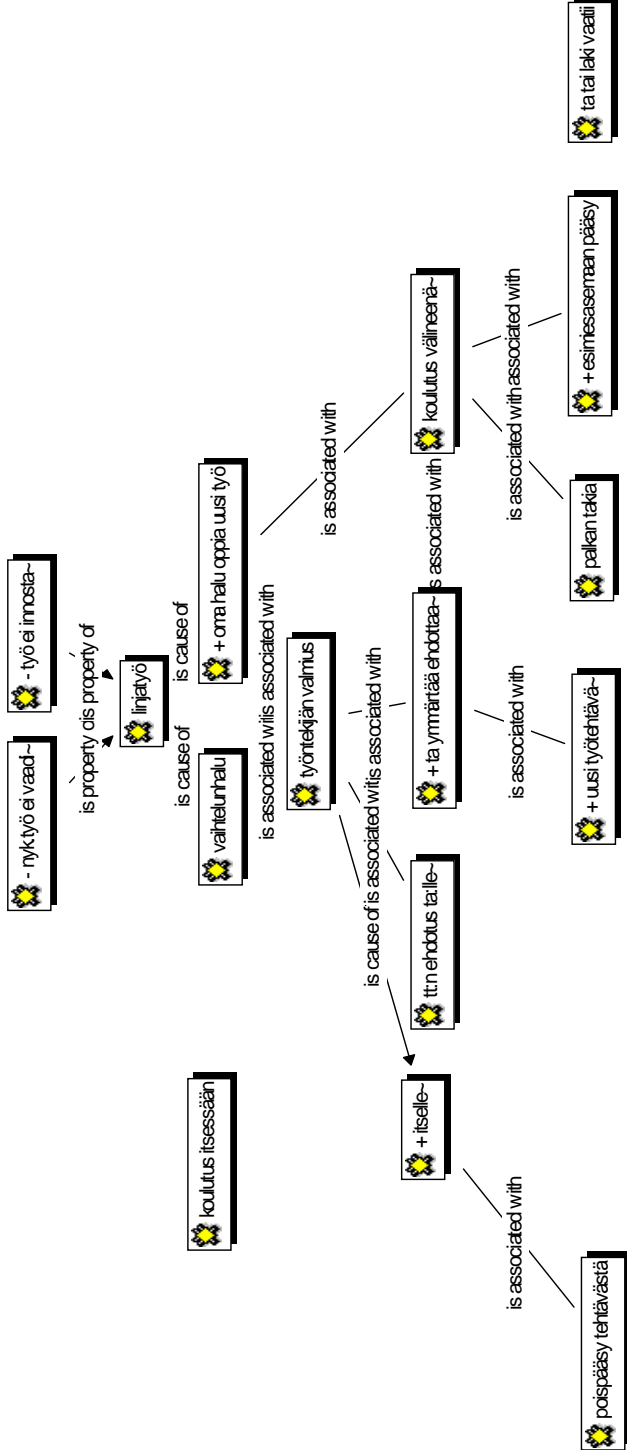 - nyk.työ ei vaad~
- työ ei innosta~
is property of is property of
linjatyö
is cause of
is cause of
koulutus itsessään
vaihtelunhalu
+ oma halu oppia uusi työ
is associated wit is associated with
työntekijän valmius
is associated with
is cause of is associated wit is associated with
+ itselle~
tt:n ehdotus ta:lle~
+ ta ymmärtää ehdottaa~
s associated with
koulutus välineenä~
is associated with
is associated with
is associated with associated with
poispääsy tehtävästä
+ uusi työtehtävä~
palkan takia
+ esimiesasemaan pääsy
ta tai laki vaatii